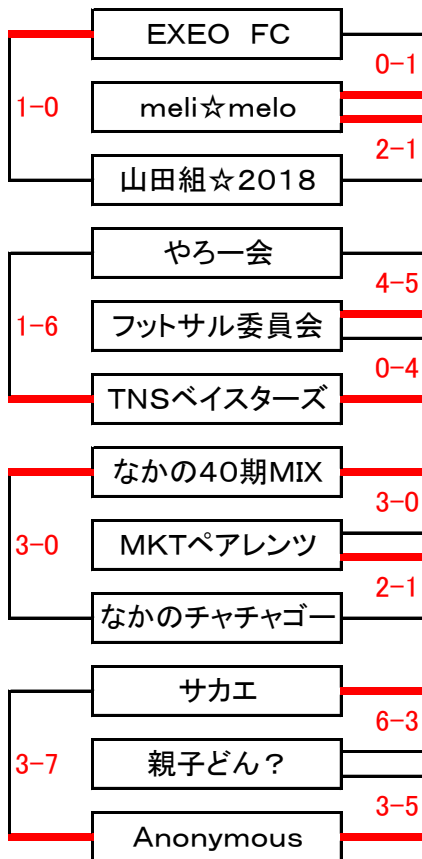 EXEO FC
0-1
1-0
meli☆melo
2-1
山田組☆2018
やろー会
4-5
1-6
フットサル委員会
0-4
TNSベイスターズ
なかの40期MIX
3-0
3-0
MKTペアレンツ
2-1
なかのチャチャゴー
サカエ
6-3
3-7
親子どん？
3-5
Anonymous